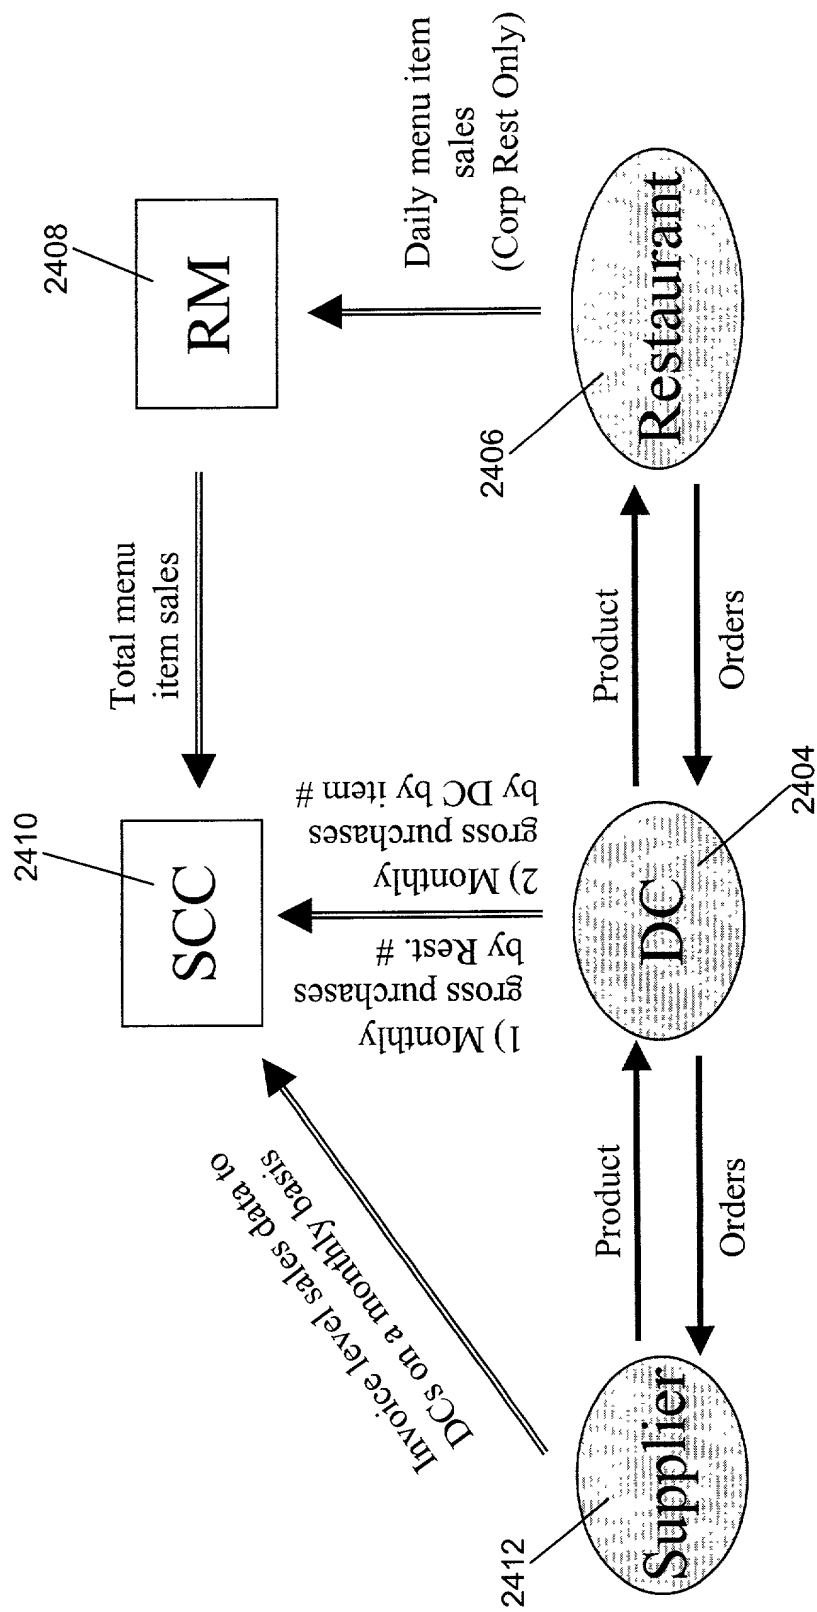 2410
2408
SCC
RM
Total menu
item sales
Invoice level sales data to
DCs on a monthly basis
1) Monthly
gross purchases
by Rest. #
2) Monthly
gross purchases
by DC by item #
Daily menu item
sales
(Corp Rest Only)
2412
2406
Supplier
Product
Orders
DC
2404
Product
Orders
Restaurant